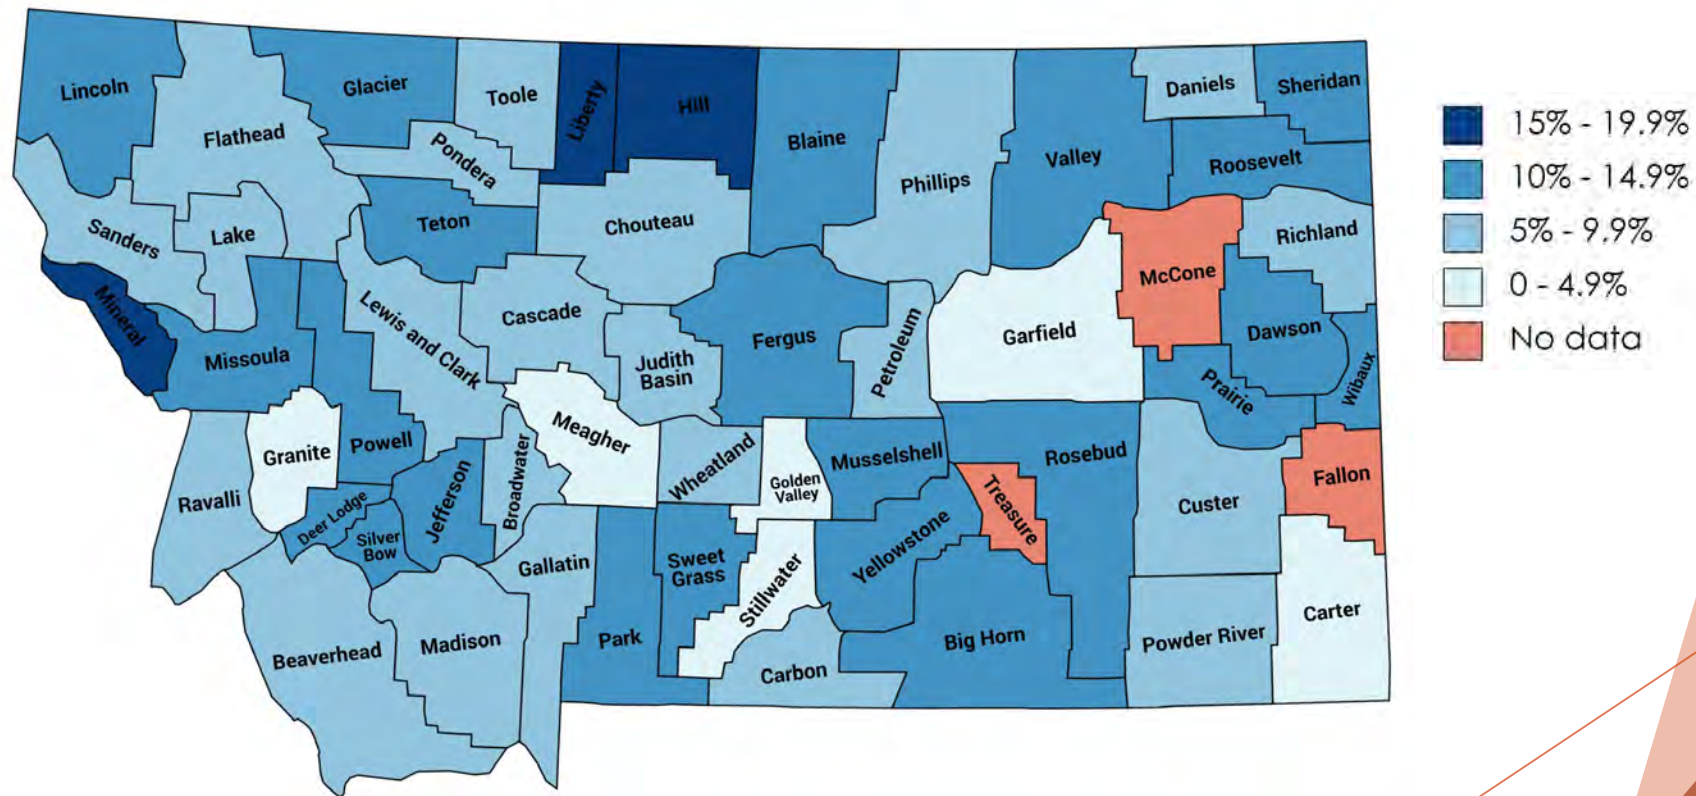 Lincoln
Flathead
Glacier
Toole
Liberty
Hill
Blaine
Phillips
Valley
Daniels
Sheridan
Roosevelt
Pondera
Teton
Chouteau
Sanders
Lake
Mineral
Missoula
Lewis and Clark
Cascade
Judith
Basin
Fergus
Petroleum
Garfield
McCone
Richland
Dawson
Prairie
Wibaux
Ravalli
Granite
Powell
Deer Lodge
Silver
Bow
Jefferson
Broadwater
Meagher
Wheatland
Golden
Valley
Musselshell
Rosebud
Treasure
Custer
Fallon
Beaverhead
Madison
Gallatin
Park
Sweet
Grass
Stillwater
Carbon
Yellowstone
Big Horn
Powder River
Carter
15% - 19.9%
10% - 14.9%
5% - 9.9%
0 - 4.9%
No data